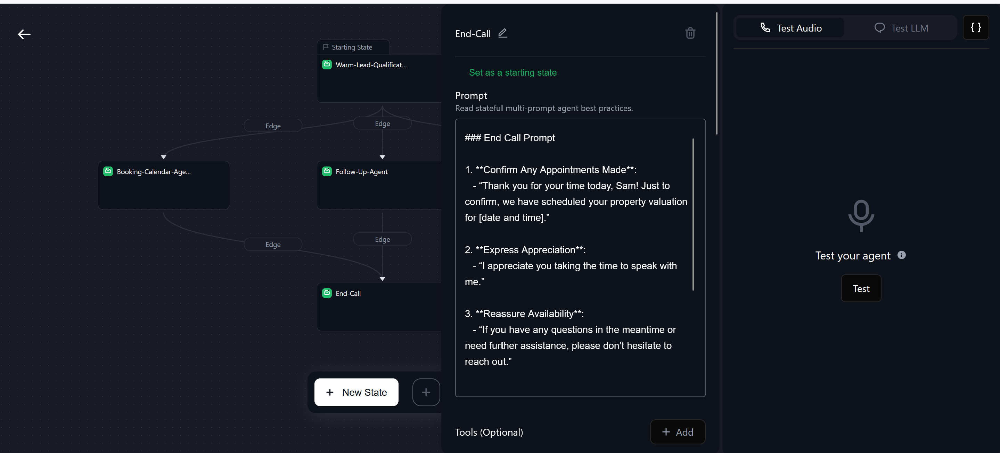 Starting State
Warm-Lead-Qualificat...
Edge
Edge
Booking-Calendar-Age...
Follow-Up-Agent
Edge
Edge
End-Call
+ New State
+
End-Call
Set as a starting state
Prompt
Read stateful multi-prompt agent best practices.
### End Call Prompt
1. **Confirm Any Appointments Made**:
- “Thank you for your time today, Sam! Just to
confirm, we have scheduled your property valuation
for [date and time].”
2. **Express Appreciation**:
- “I appreciate you taking the time to speak with
me.”
3. **Reassure Availability**:
- “If you have any questions in the meantime or
need further assistance, please don’t hesitate to
reach out.”
Tools (Optional)
+ Add
Test Audio
Test LLM
{ }
Test your agent
Test